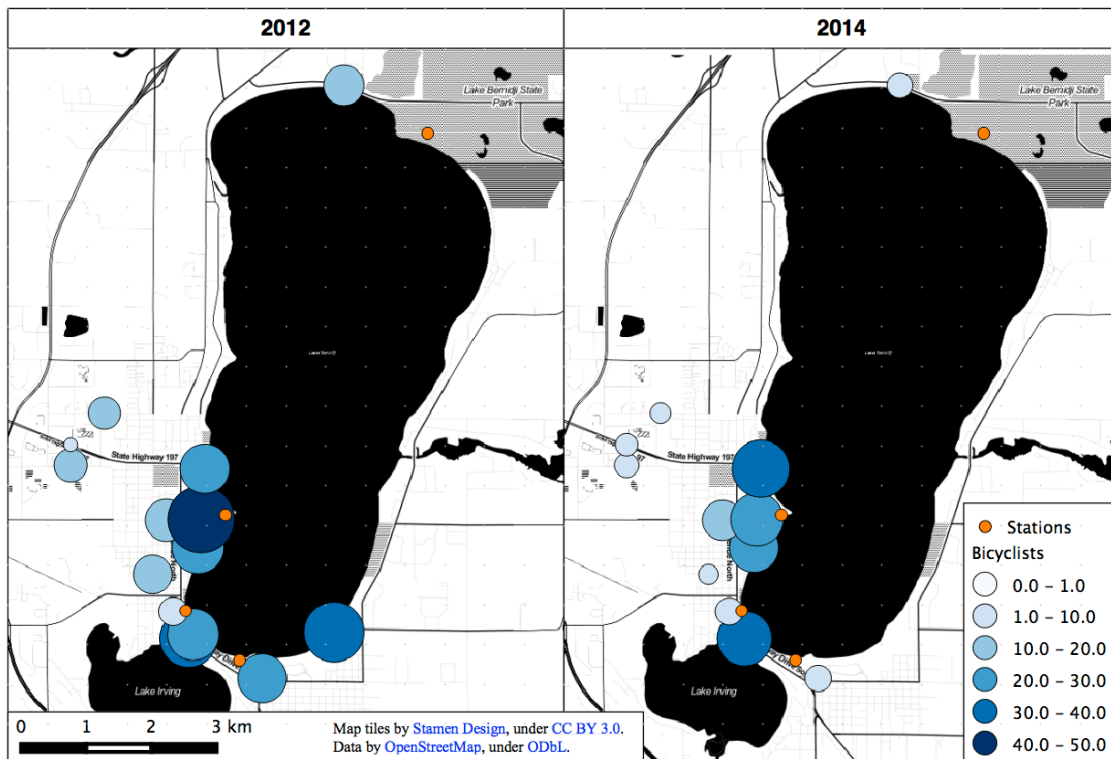 2012
2014
Lake Bemidji State
Park
Lake Bemidji State
Park
State Highway 197
State Highway 197
97
North
North
Lake Irving
Lake Irving
0 1 2 3 km
Map tiles by Stamen Design, under CC BY 3.0.
Data by OpenStreetMap, under ODbL.
Stations
Bicyclists
0.0 – 1.0
1.0 – 10.0
10.0 – 20.0
20.0 – 30.0
30.0 – 40.0
40.0 – 50.0